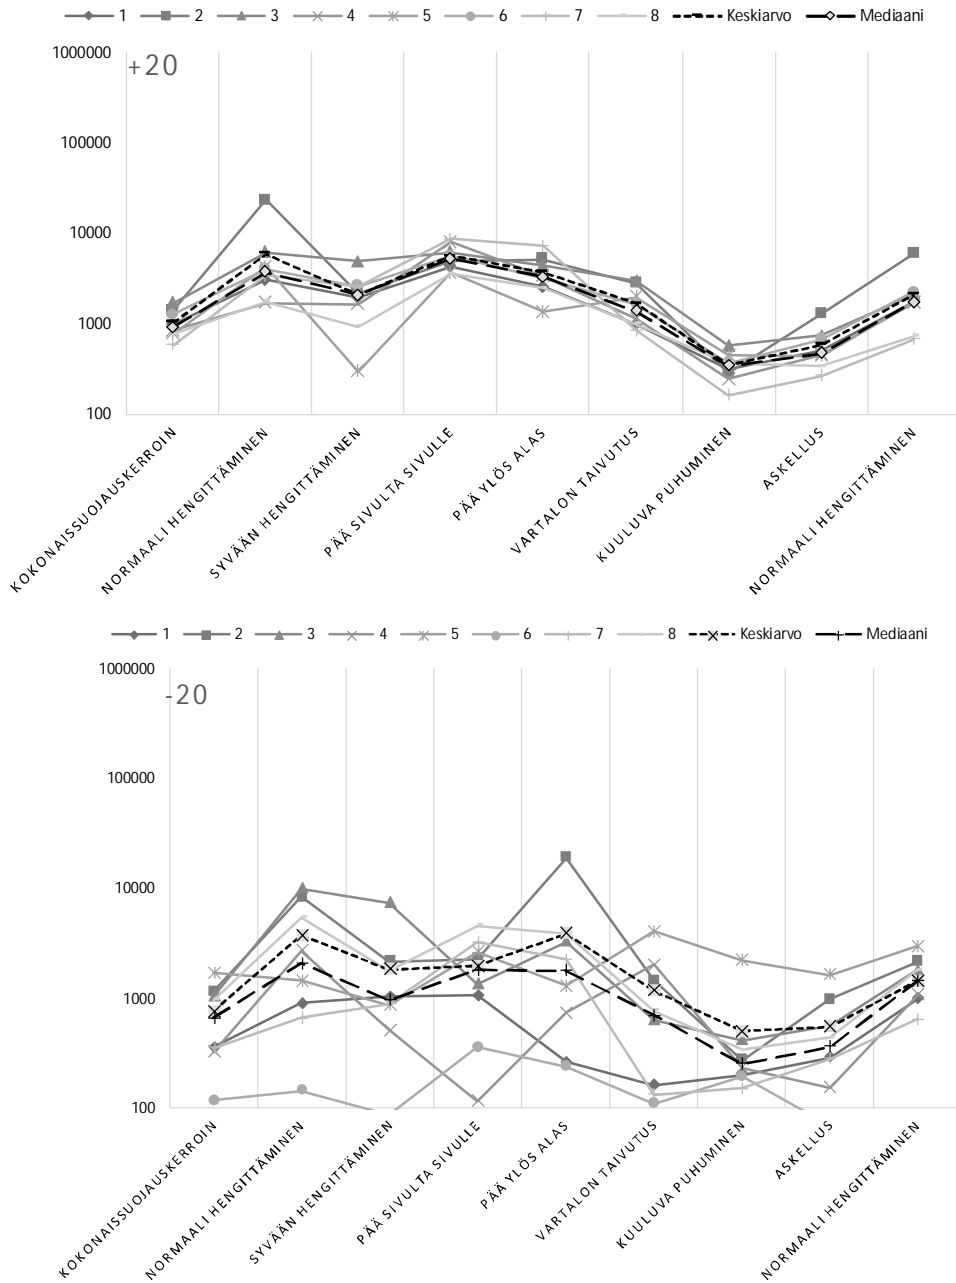 1 2 3 4 5 6 7 8 Keskiarvo Mediaani
1000000
+20
100000
10000
1000
100
KOKONAISSUOJAUSKERROIN
NORMAALI HENGITTÄMINEN
SYVÄÄN HENGITTÄMINEN
PÄÄ SIVULTA SIVULLE
PÄÄ YLÖS ALAS
VARTALON TAIVUTUS
KUULUVA PUHUMINEN
ASKELLUS
NORMAALI HENGITTÄMINEN
1 2 3 4 5 6 7 8 Keskiarvo Mediaani
1000000
-20
100000
10000
1000
100
KOKONAISSUOJAUSKERROIN
NORMAALI HENGITTÄMINEN
SYVÄÄN HENGITTÄMINEN
PÄÄ SIVULTA SIVULLE
PÄÄ YLÖS ALAS
VARTALON TAIVUTUS
KUULUVA PUHUMINEN
ASKELLUS
NORMAALI HENGITTÄMINEN